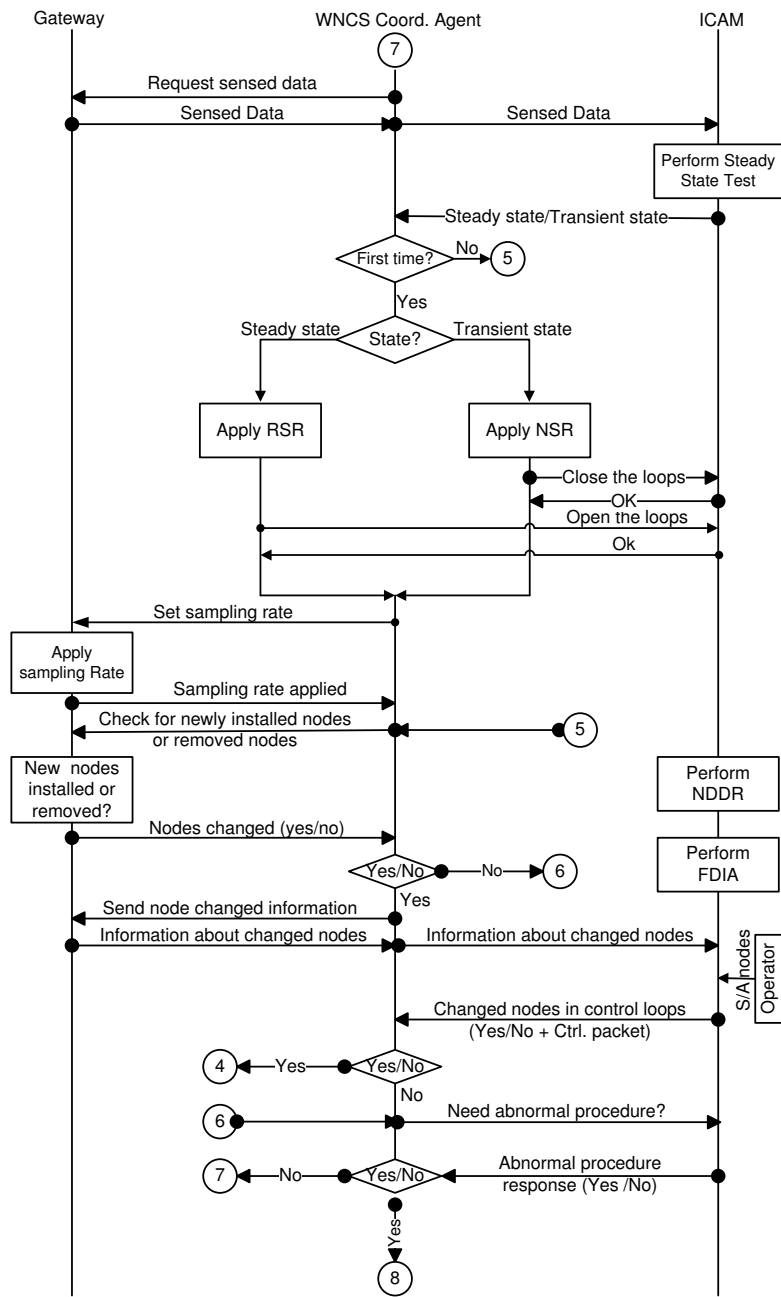 Gateway
WNCS Coord. Agent
ICAM
7
Request sensed data
Sensed Data
Sensed Data
Perform Steady
State Test
Steady state/Transient state
First time?
No
5
Yes
Steady state
Transient state
State?
Apply RSR
Apply NSR
Close the loops
OK
Open the loops
Ok
Set sampling rate
Apply
sampling Rate
Sampling rate applied
Check for newly installed nodes
or removed nodes
5
New nodes
installed or
removed?
Perform
NDDR
Nodes changed (yes/no)
Perform
FDIA
Yes/No
No
6
Yes
Send node changed information
Information about changed nodes
Information about changed nodes
S/A nodes
Operator
Changed nodes in control loops
(Yes/No + Ctrl. packet)
4
Yes
Yes/No
No
6
Need abnormal procedure?
7
No
Yes/No
Abnormal procedure
response (Yes /No)
Yes
8